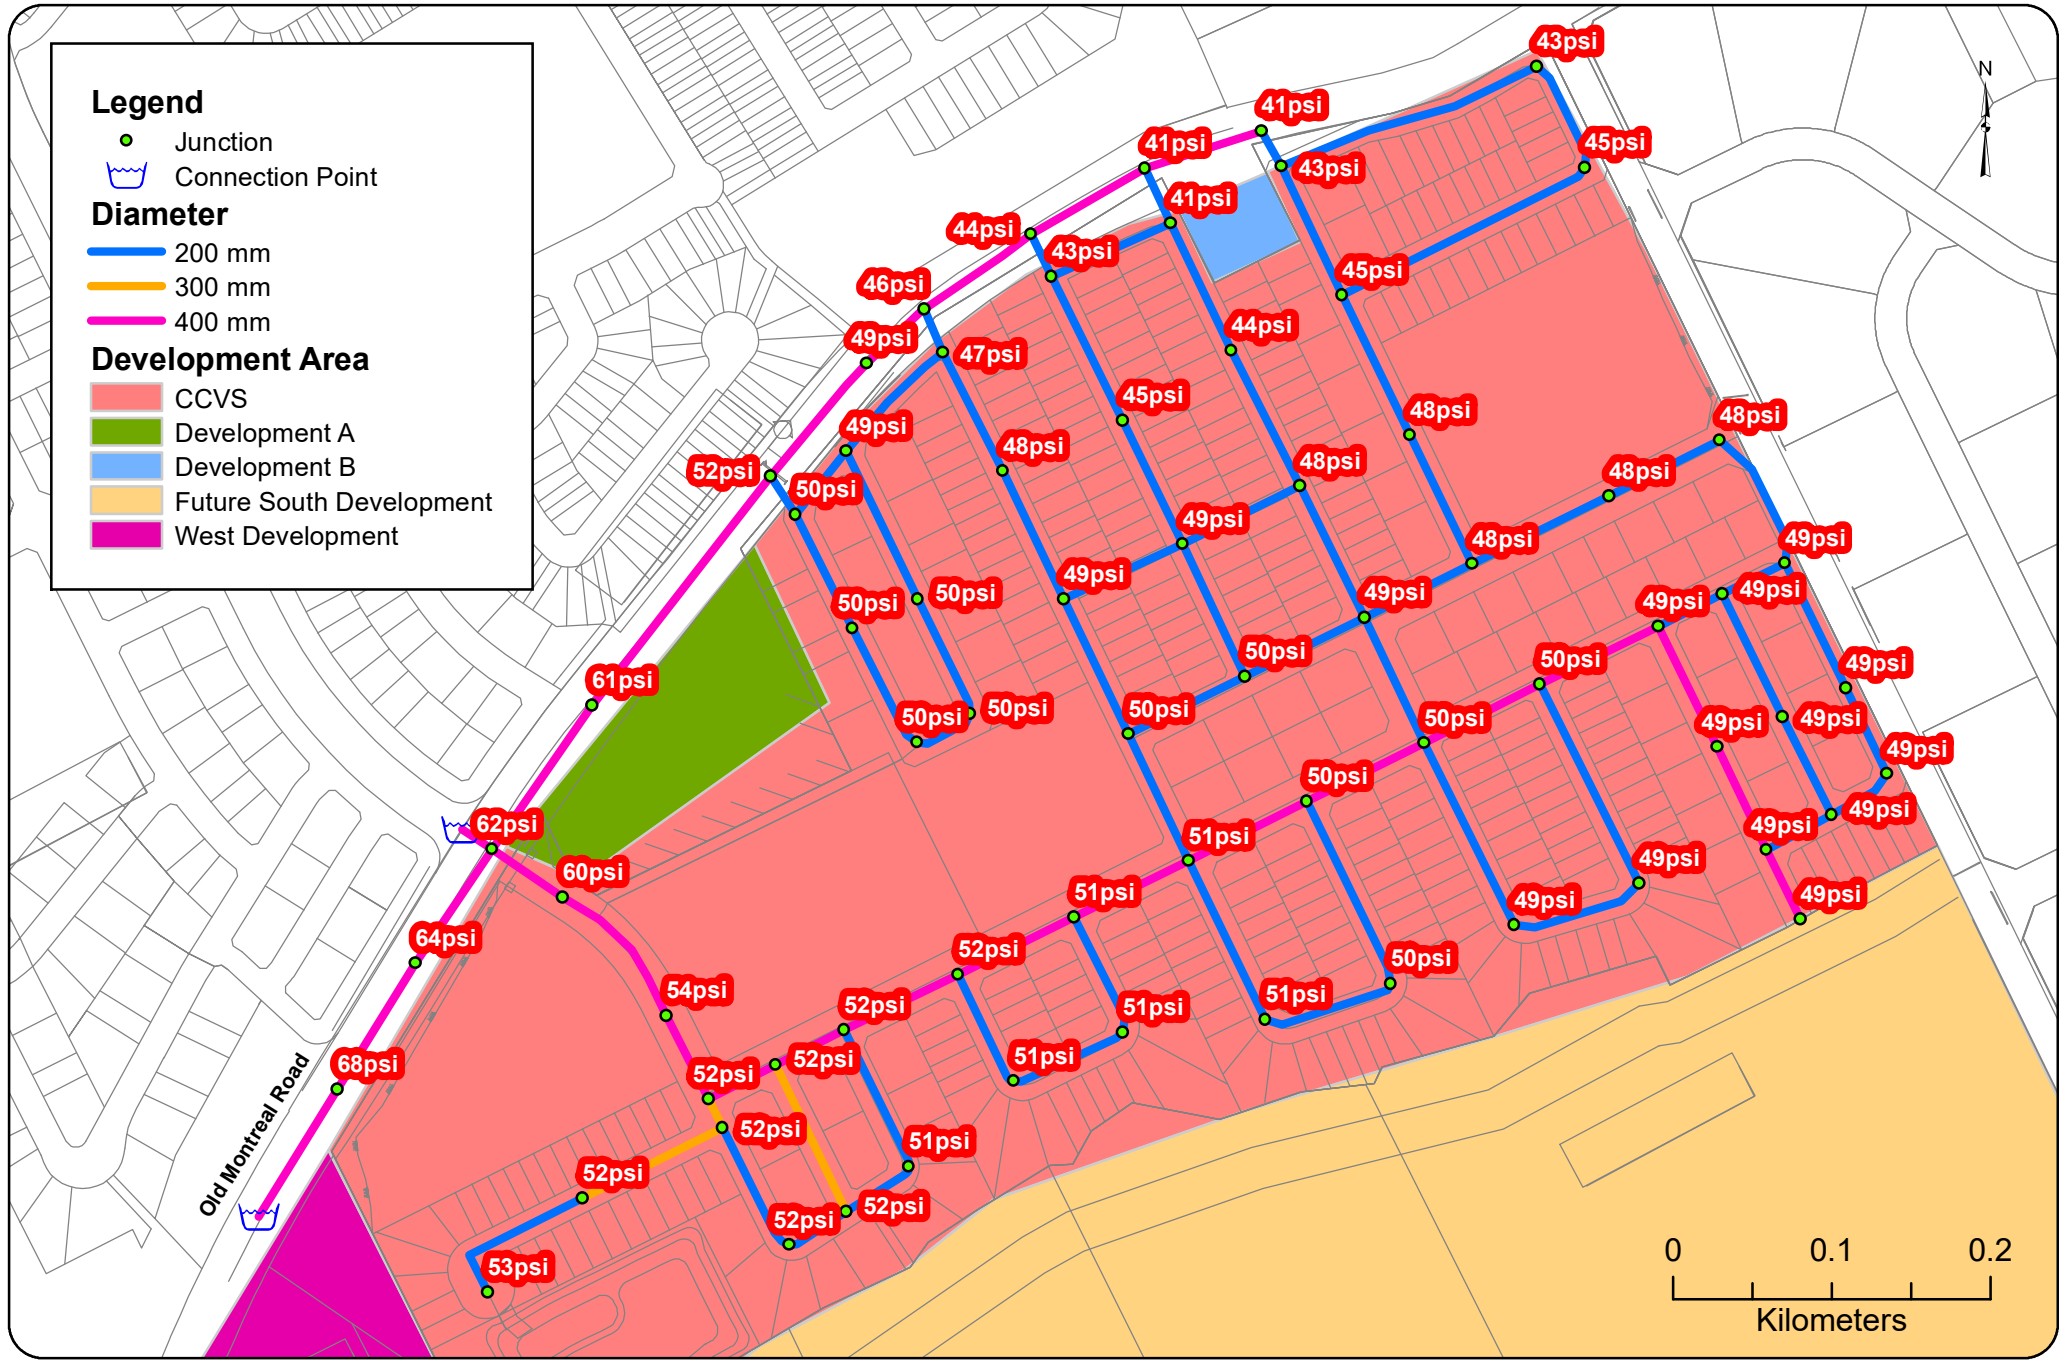 Legend
Junction
Connection Point
Diameter
200 mm
300 mm
400 mm
Development Area
CCVS
Development A
Development B
Future South Development
West Development
N
43psi
41psi
41psi
45psi
43psi
41psi
44psi
43psi
45psi
46psi
44psi
49psi
47psi
45psi
48psi
48psi
49psi
48psi
48psi
48psi
52psi
50psi
49psi
48psi
49psi
49psi
50psi
50psi
49psi
49psi
49psi
50psi
50psi
49psi
61psi
50psi
50psi
50psi
50psi
49psi
49psi
49psi
50psi
49psi
62psi
51psi
49psi
49psi
60psi
51psi
49psi
49psi
49psi
64psi
52psi
50psi
54psi
52psi
51psi
51psi
68psi
52psi
52psi
51psi
52psi
51psi
52psi
52psi
52psi
53psi
Old Montreal Road
0 0.1 0.2
Kilometers